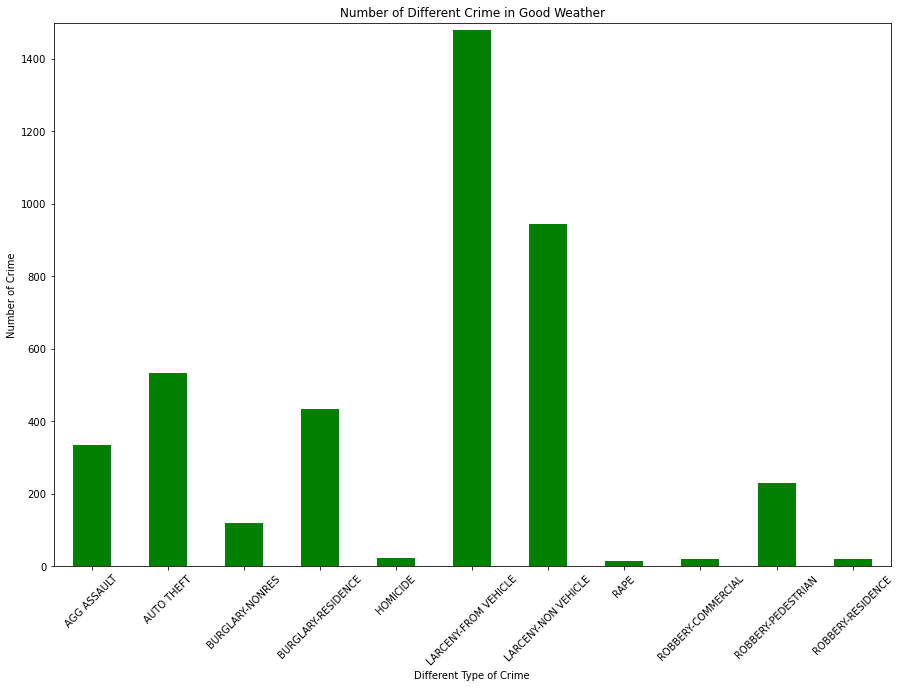 Number of Different Crime in Good Weather
Number of Crime
1400
1200
1000
800
600
400
200
0
AGG ASSAULT
AUTO THEFT
BURGLARY-NONRES
BURGLARY-RESIDENCE
HOMICIDE
LARCENY-FROM VEHICLE
LARCENY-NON VEHICLE
RAPE
ROBBERY-COMMERCIAL
ROBBERY-PEDESTRIAN
ROBBERY-RESIDENCE
Different Type of Crime